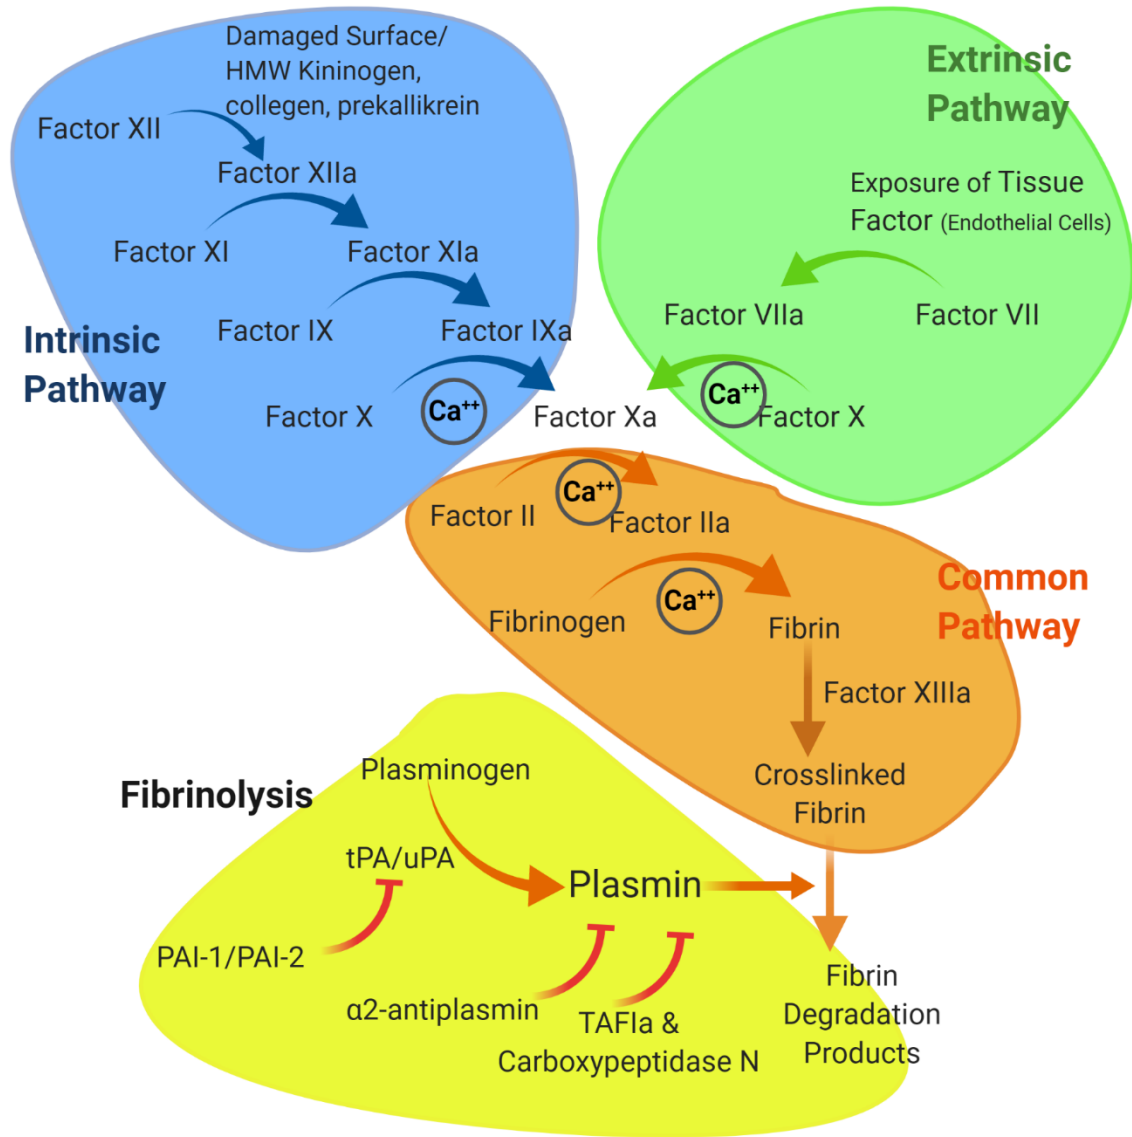 Damaged Surface/
HMW Kininogen,
collegen, prekallikrein
Factor XII
Factor XIIa
Factor XI
Factor XIa
Factor IX
Factor IXa
Intrinsic
Pathway
Factor X
Ca++
Factor Xa
Extrinsic
Pathway
Exposure of Tissue
Factor (Endothelial Cells)
Factor VIIa
Factor VII
Ca++
Factor X
Factor II
Ca++
Factor IIa
Common
Pathway
Fibrinogen
Ca++
Fibrin
Factor XIIIa
Crosslinked
Fibrin
Fibrinolysis
Plasminogen
tPA/uPA
Plasmin
PAI-1/PAI-2
α2-antiplasmin
TAFIa &
Carboxypeptidase N
Fibrin
Degradation
Products